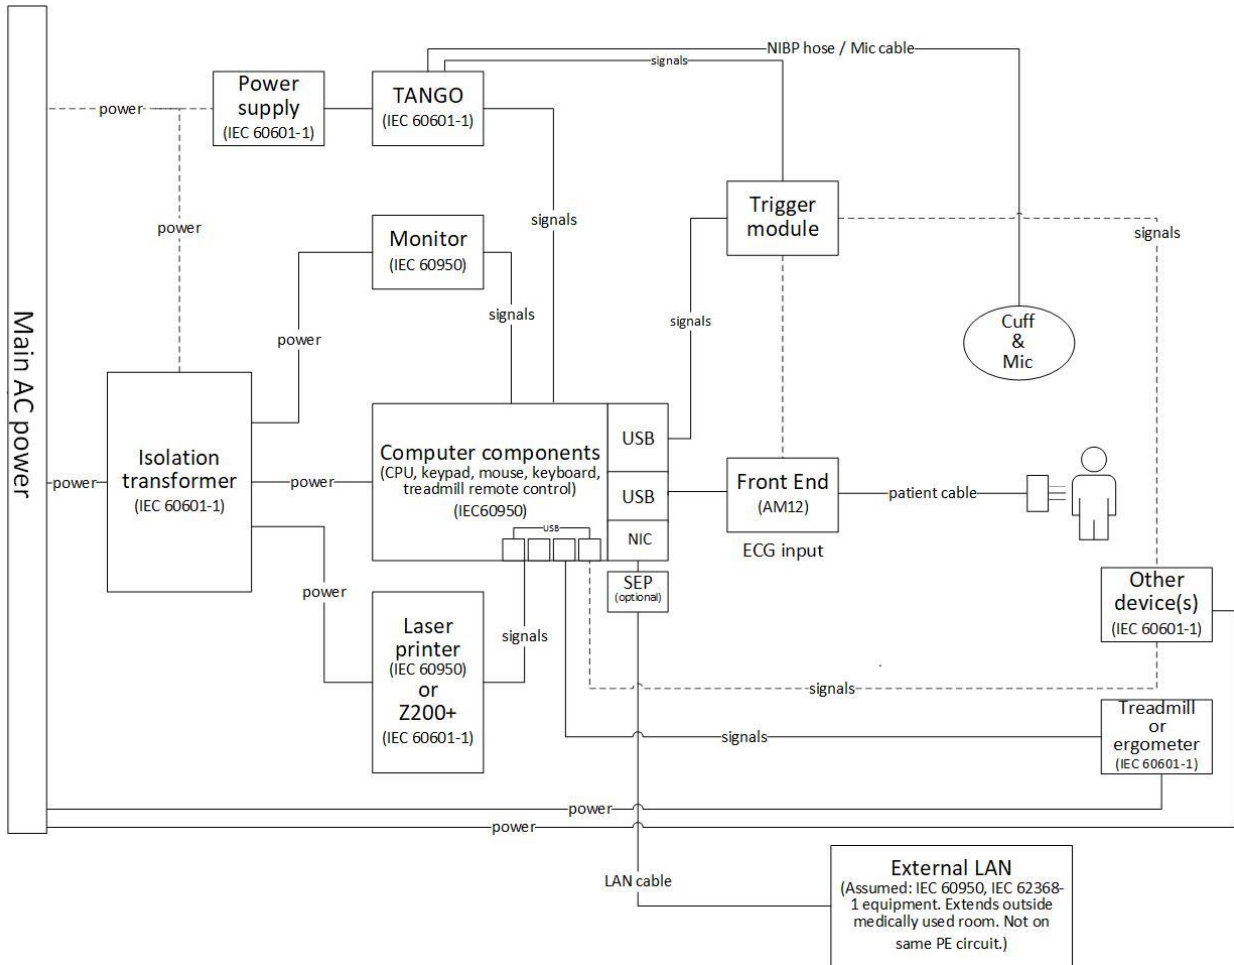 NIBP hose / Mic cable
signals
Power
supply
(IEC 60601-1)
TANGO
(IEC 60601-1)
power
power
signals
Trigger
module
signals
Monitor
(IEC 60950)
signals
signals
power
Cuff
&
Mic
Main AC power
Isolation
transformer
(IEC 60601-1)
power
power
Computer components
(CPU, keypad, mouse, keyboard,
treadmill remote control)
(IEC60950)
USB
USB
USB
NIC
SEP
(optional)
Front End
(AM12)
ECG input
patient cable
Other
device(s)
(IEC 60601-1)
power
Laser
printer
(IEC 60950)
or
Z200+
(IEC 60601-1)
signals
signals
signals
Treadmill
or
ergometer
(IEC 60601-1)
power
power
LAN cable
External LAN
(Assumed: IEC 60950, IEC 62368-
1 equipment. Extends outside
medically used room. Not on
same PE circuit.)